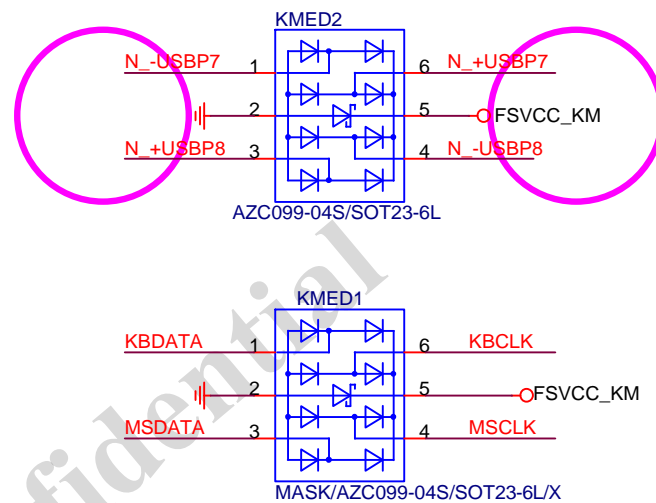 KMED2
N_-USBP7 1 6 N_+USBP7
2 5 FSVCC_KM
N_+USBP8 3 4 N_-USBP8
AZC099-04S/SOT23-6L
KMED1
KBDATA 1 6 KBCLK
2 5 FSVCC_KM
MSDATA 3 4 MSCLK
MASK/AZC099-04S/SOT23-6L/X
fidential